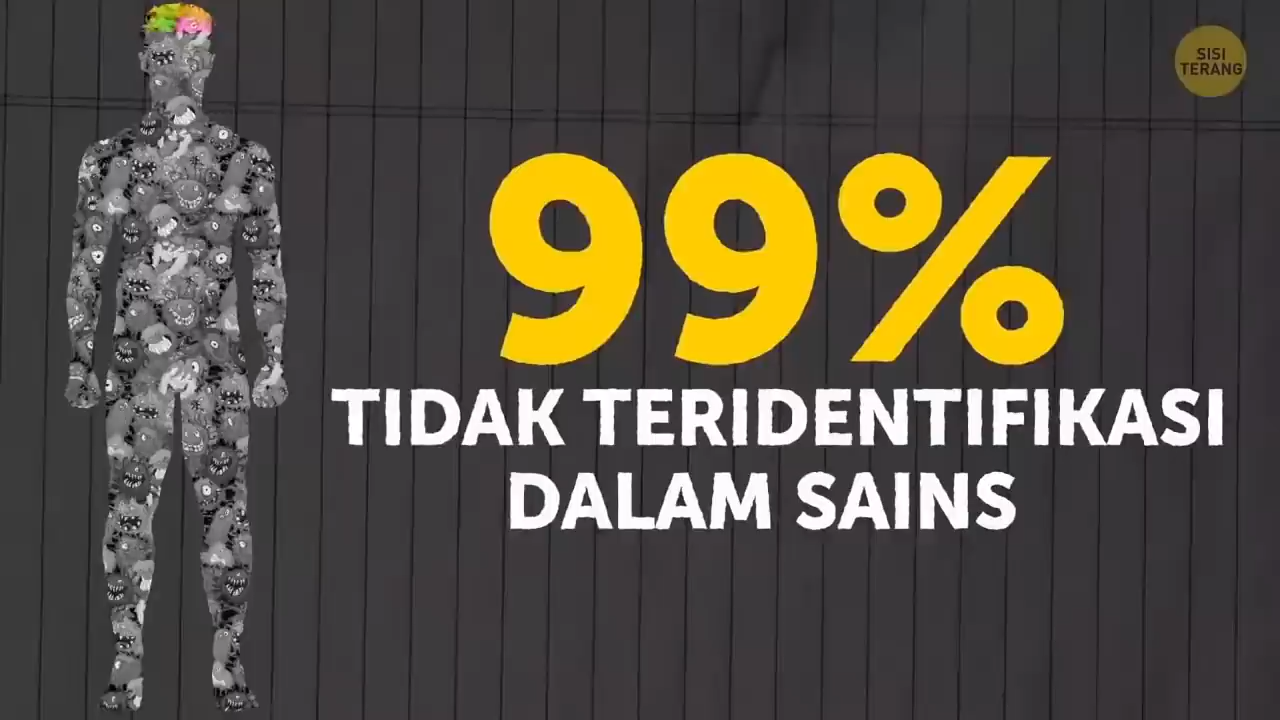 SISI
TERANG
99%
TIDAK TERIDENTIFIKASI
DALAM SAINS